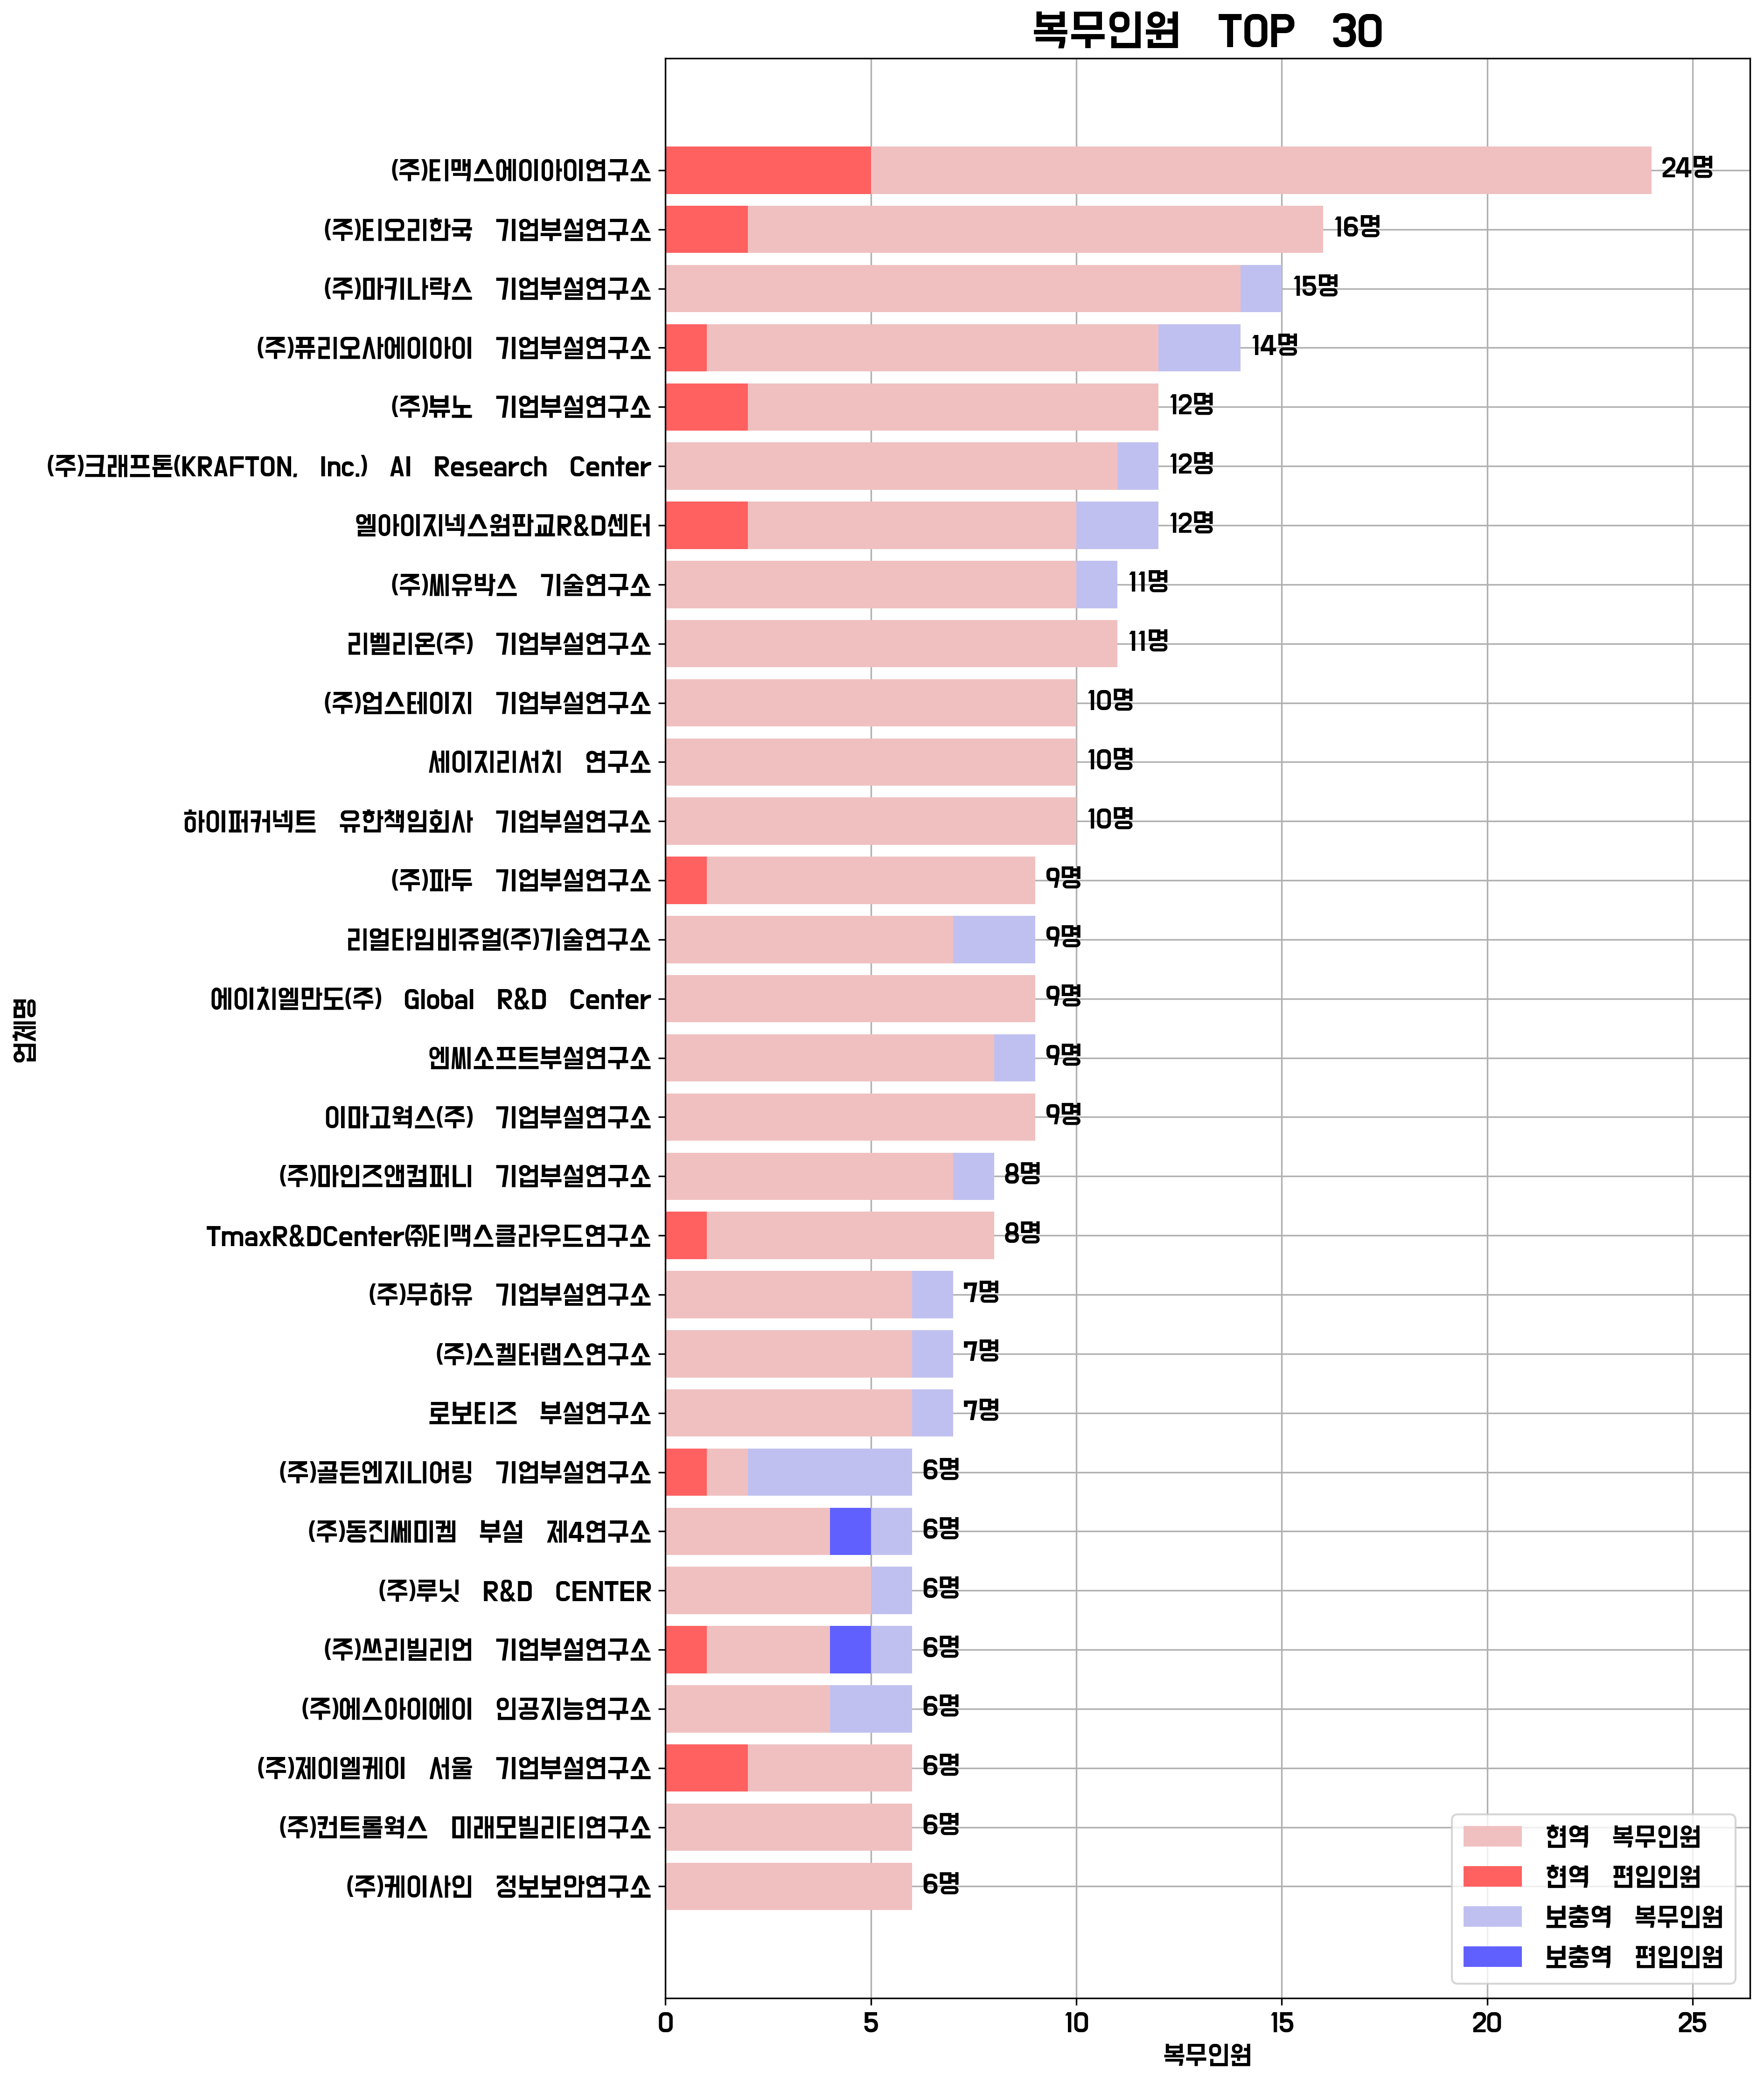 복무인원 TOP 30
(주)티맥스에이아이연구소 24명
(주)티오리한국 기업부설연구소 16명
(주)마키나락스 기업부설연구소 15명
(주)퓨리오사에이아이 기업부설연구소 14명
(주)뷰노 기업부설연구소 12명
(주)크래프톤(KRAFTON, Inc.) AI Research Center 12명
엘아이지넥스원판교R&D센터 12명
(주)씨유박스 기술연구소 11명
리벨리온(주) 기업부설연구소 11명
(주)업스테이지 기업부설연구소 10명
세이지리서치 연구소 10명
하이퍼커넥트 유한책임회사 기업부설연구소 10명
(주)파두 기업부설연구소 9명
리얼타임비쥬얼(주)기술연구소 9명
에이치엘만도(주) Global R&D Center 9명
엔씨소프트부설연구소 9명
이마고웍스(주) 기업부설연구소 9명
(주)마인즈앤컴퍼니 기업부설연구소 8명
TmaxR&DCenter㈜티맥스클라우드연구소 8명
(주)무하유 기업부설연구소 7명
(주)스켈터랩스연구소 7명
로보티즈 부설연구소 7명
(주)골든엔지니어링 기업부설연구소 6명
(주)동진쎄미켐 부설 제4연구소 6명
(주)루닛 R&D CENTER 6명
(주)쓰리빌리언 기업부설연구소 6명
(주)에스아이에이 인공지능연구소 6명
(주)제이엘케이 서울 기업부설연구소 6명
(주)컨트롤웍스 미래모빌리티연구소 6명
(주)케이사인 정보보안연구소 6명
업체명
현역 복무인원
현역 편입인원
보충역 복무인원
보충역 편입인원
0 5 10 15 20 25
복무인원